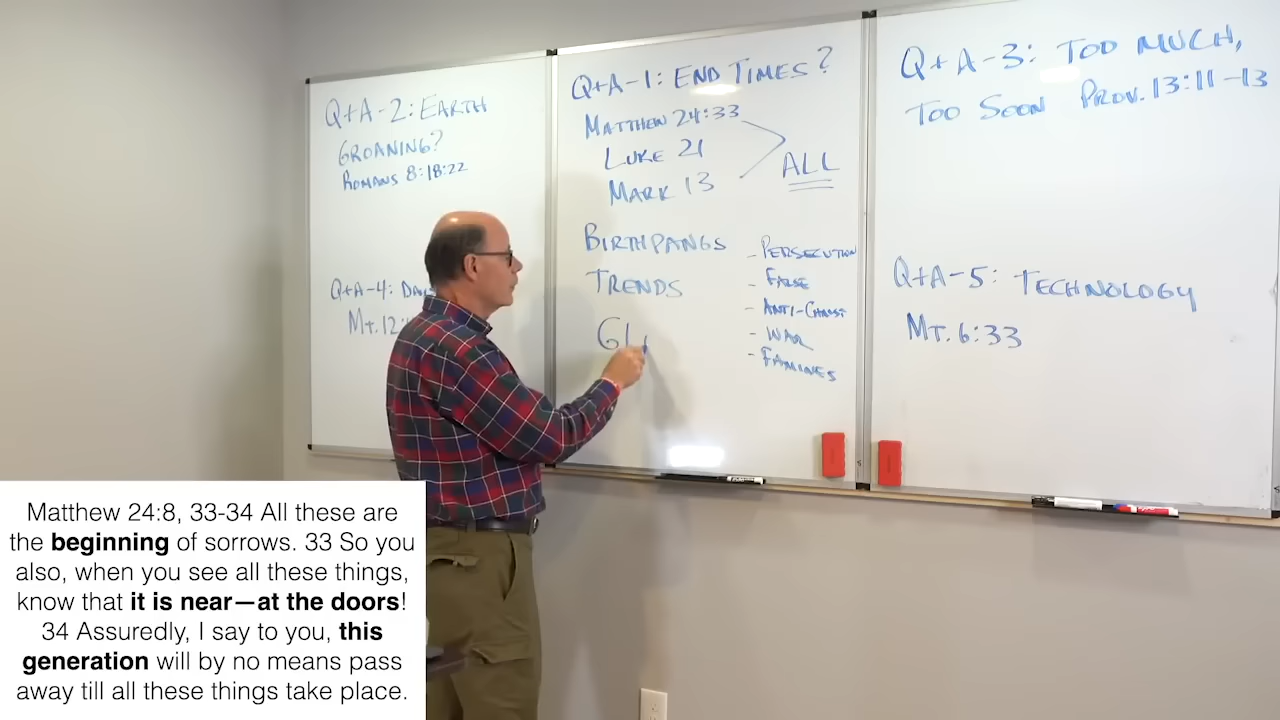 Q+A-2: EARTH
GROANING?
ROMANS 8:18:22
Q+A-4:
MT. 12:
Q+A-1: END TIMES?
MATTHEW 24:33
LUKE 21
MARK 13
ALL
BIRTHPANGS
TRENDS
- PERSECUTION
- FALSE
- ANTI-CHRIST
- WAR
- FAMINES
Q+A-3: TOO MUCH,
TOO SOON PROV. 13:11-13
Q+A-5: TECHNOLOGY
MT. 6:33
Matthew 24:8, 33-34 All these are
the beginning of sorrows. 33 So you
also, when you see all these things,
know that it is near—at the doors!
34 Assuredly, I say to you, this
generation will by no means pass
away till all these things take place.